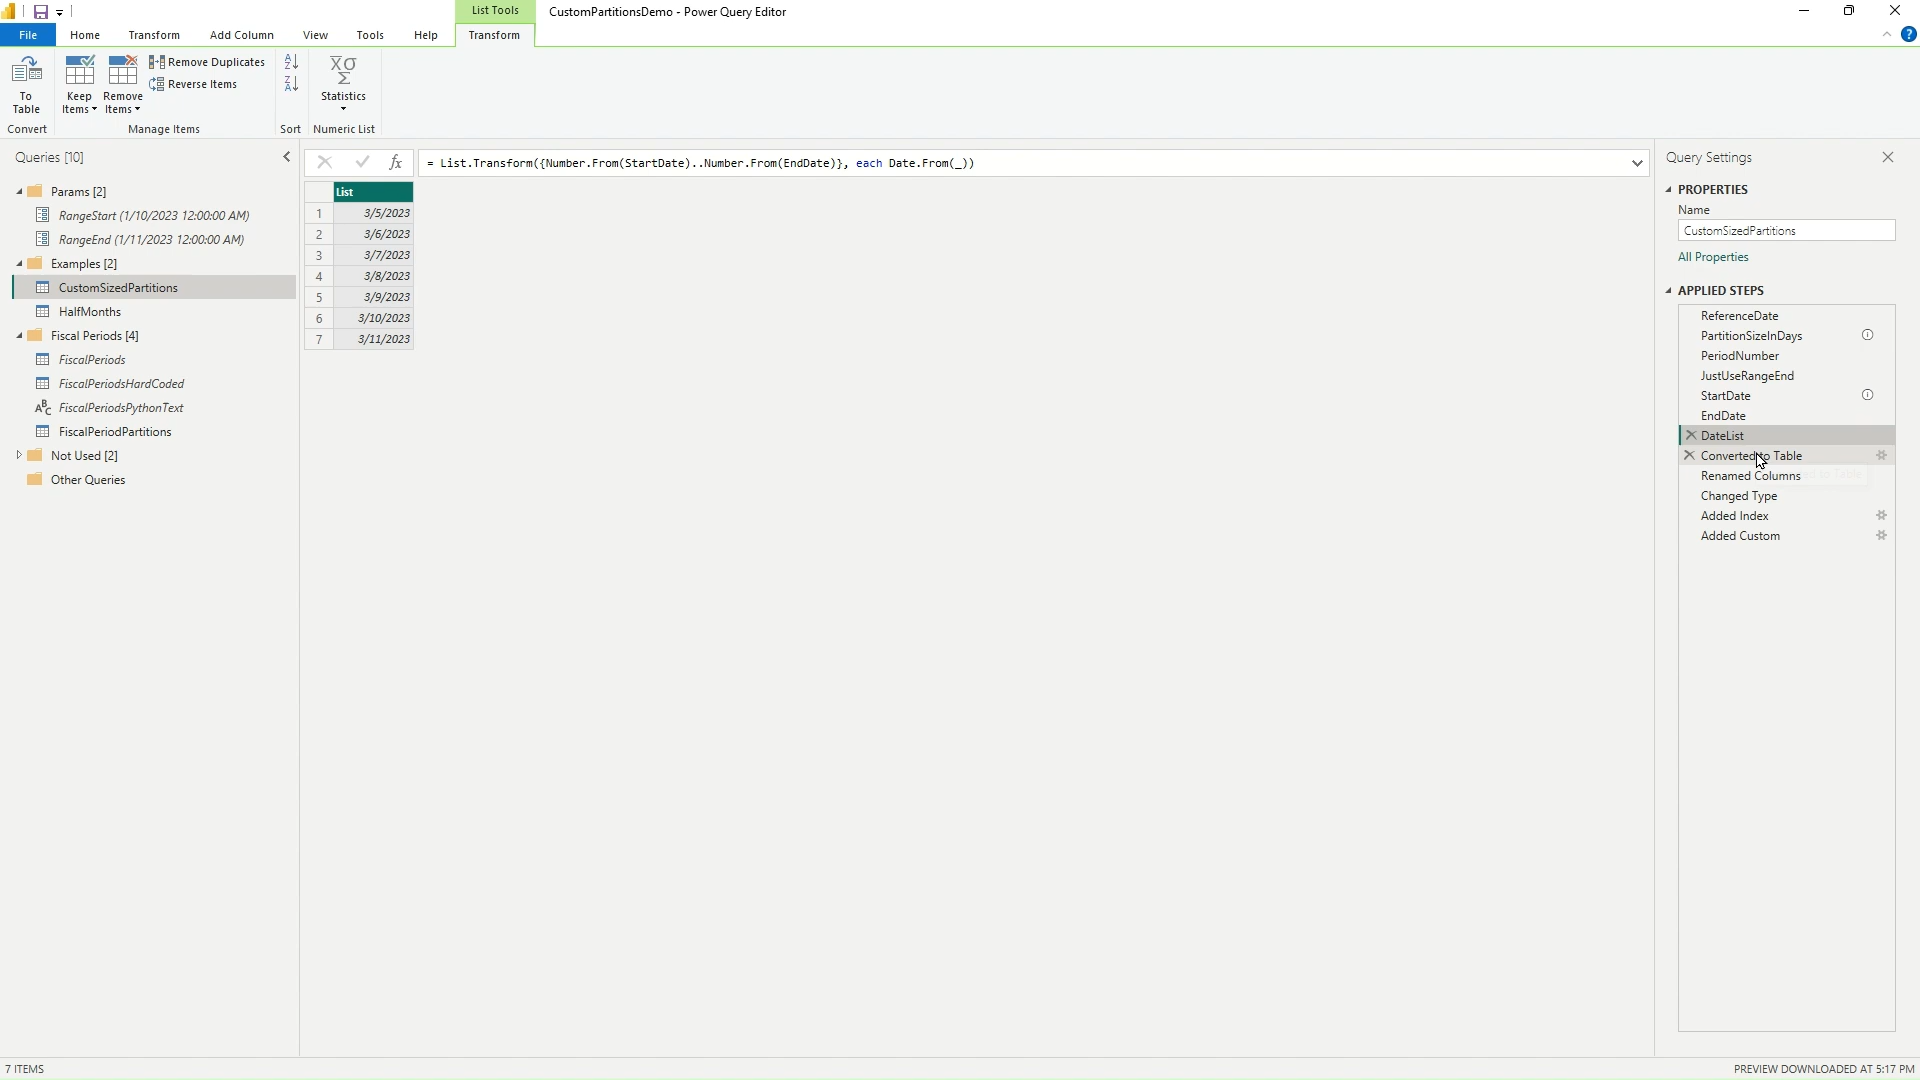 List Tools
CustomPartitionsDemo - Power Query Editor
File
Home
Transform
Add Column
View
Tools
Help
Transform
?
To Table
Keep Items
Remove Items
Remove Duplicates
Reverse Items
A
Z
Z
A
X̅σ
Σ
Statistics
Convert
Manage Items
Sort
Numeric List
Queries [10]
Params [2]
RangeStart (1/10/2023 12:00:00 AM)
RangeEnd (1/11/2023 12:00:00 AM)
Examples [2]
CustomSizedPartitions
HalfMonths
Fiscal Periods [4]
FiscalPeriods
FiscalPeriodsHardCoded
ABC FiscalPeriodsPythonText
FiscalPeriodPartitions
Not Used [2]
Other Queries
fx
= List.Transform({Number.From(StartDate)..Number.From(EndDate)}, each Date.From(_))
List
1 3/5/2023
2 3/6/2023
3 3/7/2023
4 3/8/2023
5 3/9/2023
6 3/10/2023
7 3/11/2023
Query Settings
PROPERTIES
Name
CustomSizedPartitions
All Properties
APPLIED STEPS
ReferenceDate
PartitionSizeInDays
PeriodNumber
JustUseRangeEnd
StartDate
EndDate
DateList
Converted to Table
Renamed Columns
Changed Type
Added Index
Added Custom
7 ITEMS
PREVIEW DOWNLOADED AT 5:17 PM